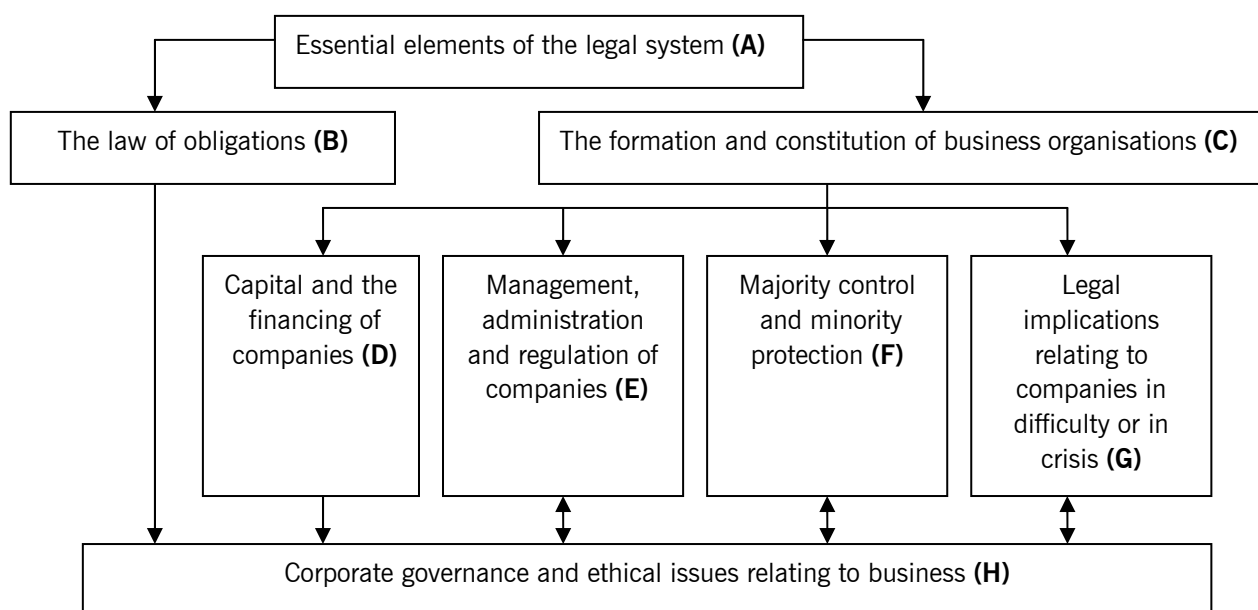 Essential elements of the legal system (A)
The law of obligations (B)
The formation and constitution of business organisations (C)
Capital and the
financing of
companies (D)
Management,
administration
and regulation of
companies (E)
Majority control
and minority
protection (F)
Legal
implications
relating to
companies in
difficulty or in
crisis (G)
Corporate governance and ethical issues relating to business (H)